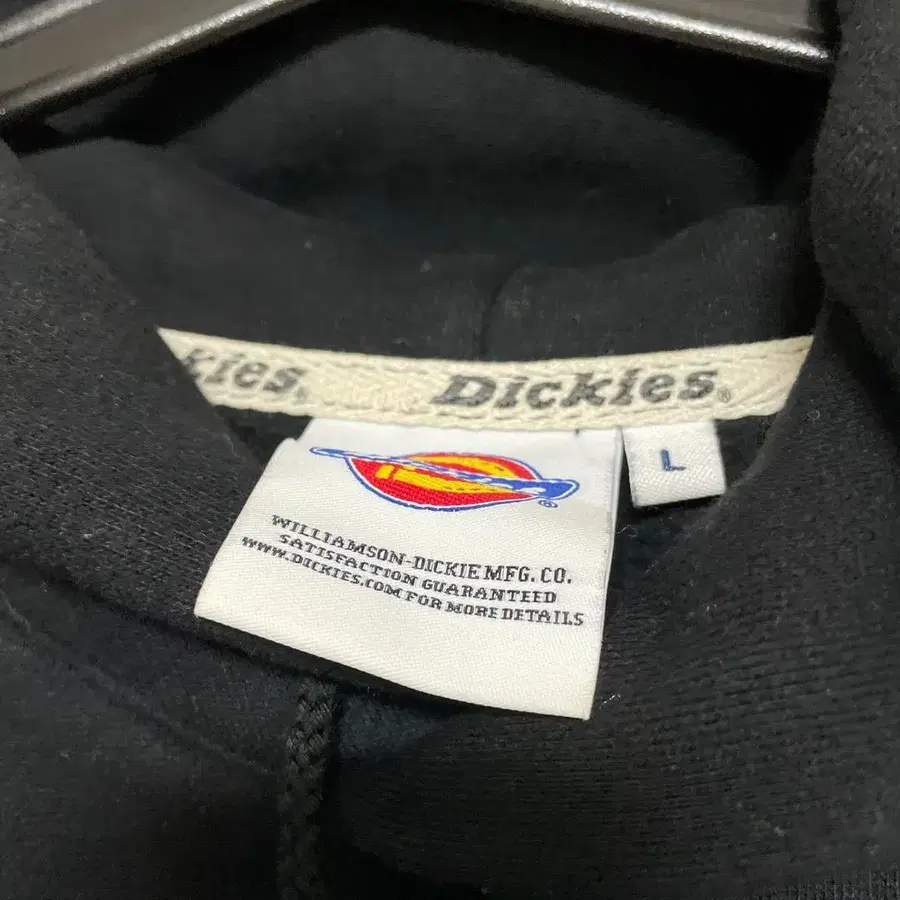 kies®
Dickies®
L
®
WILLIAMSON-DICKIE MFG. CO.
SATISFACTION GUARANTEED
WWW.DICKIES.COM FOR MORE DETAILS